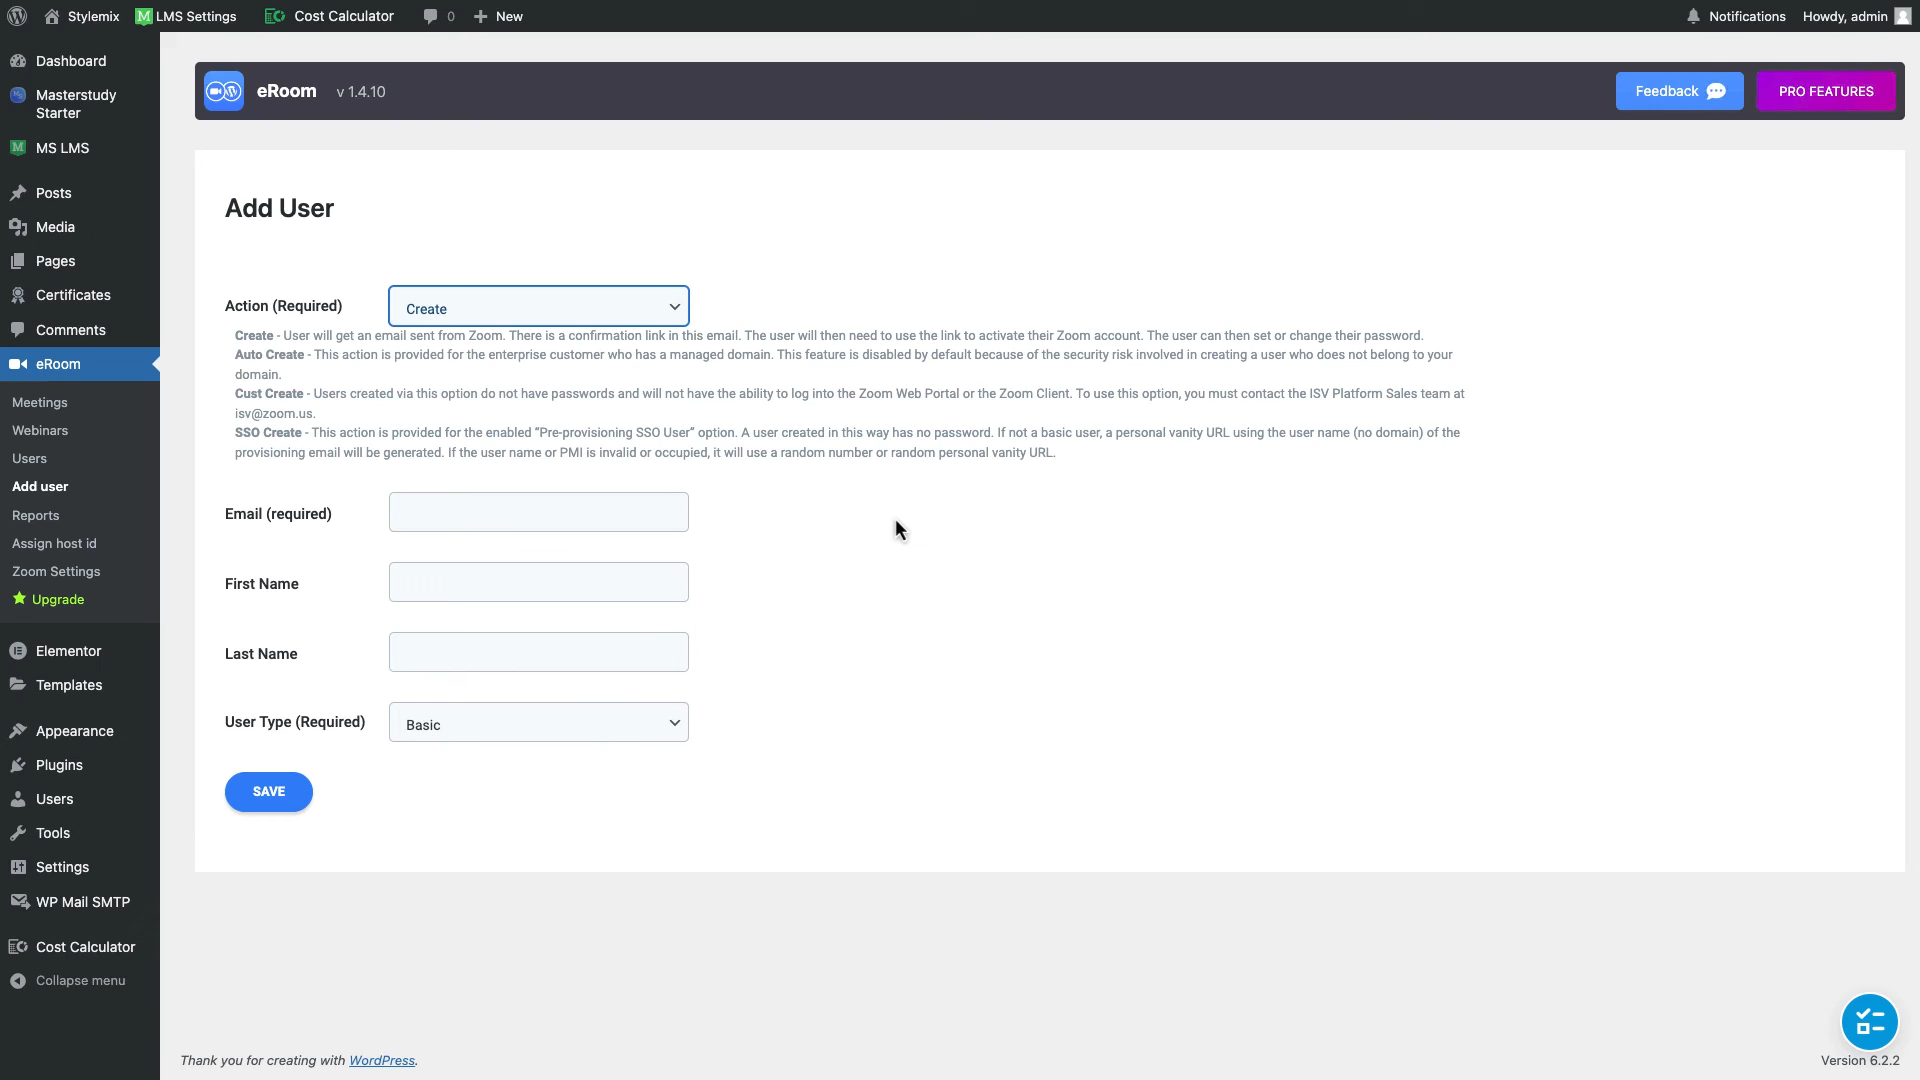 Stylemix
LMS Settings
Cost Calculator
0
New
Notifications
Howdy, admin
Dashboard
Masterstudy
Starter
MS LMS
Posts
Media
Pages
Certificates
Comments
eRoom
Meetings
Webinars
Users
Add user
Reports
Assign host id
Zoom Settings
Upgrade
Elementor
Templates
Appearance
Plugins
Users
Tools
Settings
WP Mail SMTP
Cost Calculator
Collapse menu
eRoom v 1.4.10
Feedback
PRO FEATURES
Add User
Action (Required)
Create
Create - User will get an email sent from Zoom. There is a confirmation link in this email. The user will then need to use the link to activate their Zoom account. The user can then set or change their password.
Auto Create - This action is provided for the enterprise customer who has a managed domain. This feature is disabled by default because of the security risk involved in creating a user who does not belong to your
domain.
Cust Create - Users created via this option do not have passwords and will not have the ability to log into the Zoom Web Portal or the Zoom Client. To use this option, you must contact the ISV Platform Sales team at
isv@zoom.us.
SSO Create - This action is provided for the enabled “Pre-provisioning SSO User” option. A user created in this way has no password. If not a basic user, a personal vanity URL using the user name (no domain) of the
provisioning email will be generated. If the user name or PMI is invalid or occupied, it will use a random number or random personal vanity URL.
Email (required)
First Name
Last Name
User Type (Required)
Basic
SAVE
Thank you for creating with WordPress.
Version 6.2.2